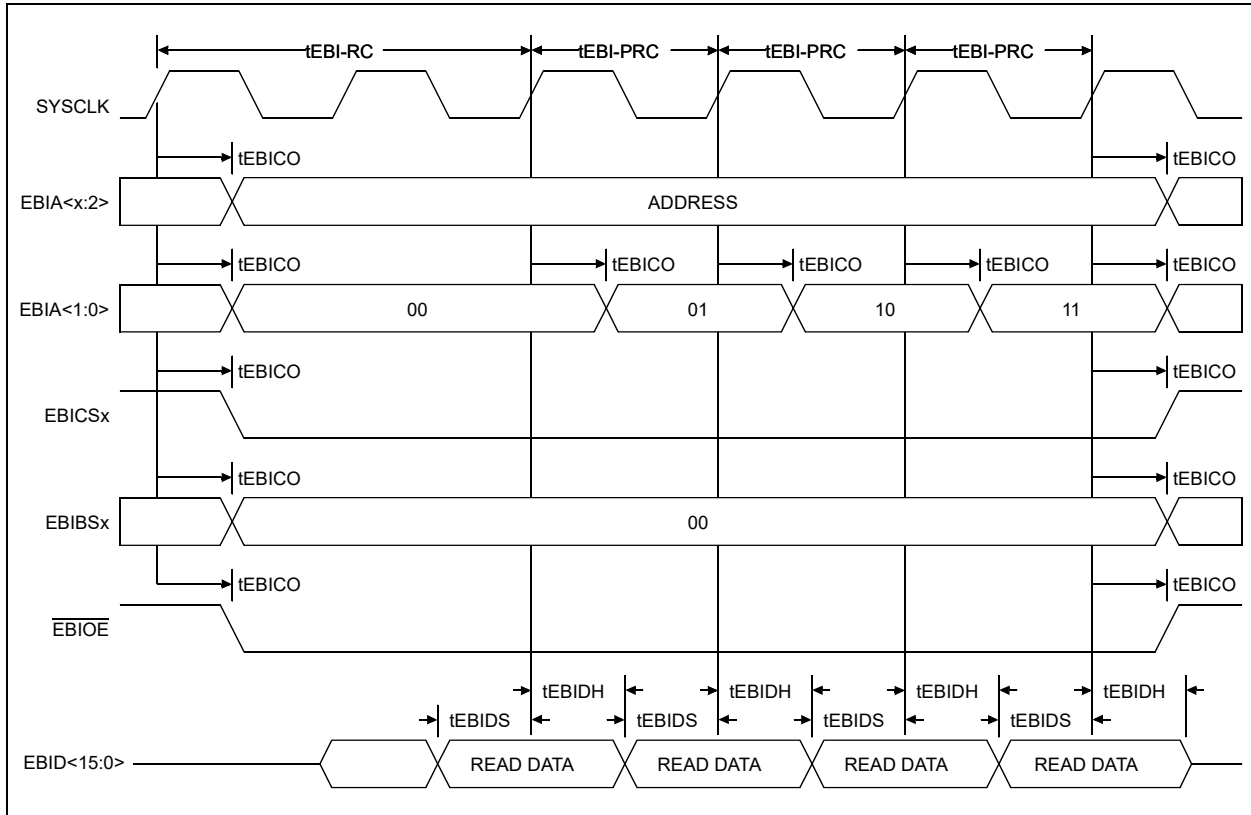 tEBI-RC tEBI-PRC tEBI-PRC tEBI-PRC
SYSCLK
tEBICO tEBICO
EBIA<x:2> ADDRESS
tEBICO tEBICO tEBICO tEBICO tEBICO
EBIA<1:0> 00 01 10 11
tEBICO tEBICO
EBICSx
tEBICO tEBICO
EBIBSx 00
tEBICO tEBICO
EBIOE
tEBIDH tEBIDH tEBIDH tEBIDH
tEBIDS tEBIDS tEBIDS tEBIDS
EBID<15:0> READ DATA READ DATA READ DATA READ DATA